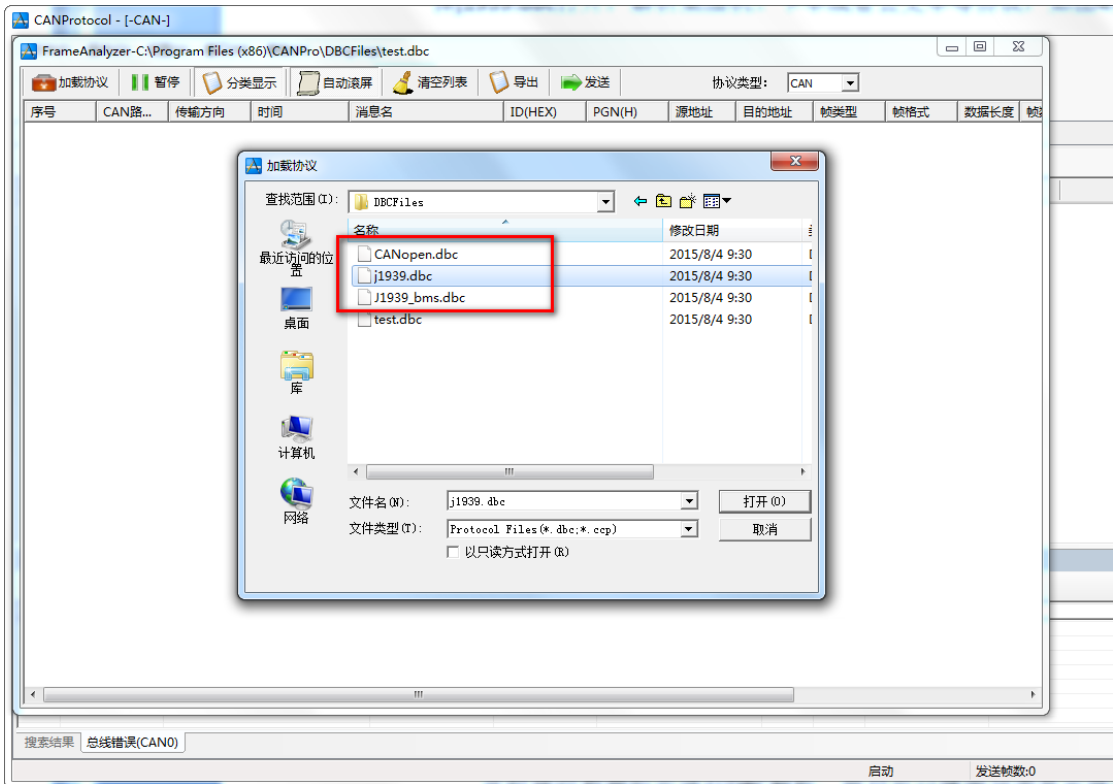 CANProtocol - [-CAN-]
FrameAnalyzer-C:\Program Files (x86)\CANPro\DBCFiles\test.dbc
加载协议 暂停 分类显示 自动滚屏 清空列表 导出 发送 协议类型: CAN
序号 CAN路... 传输方向 时间 消息名 ID(HEX) PGN(H) 源地址 目的地址 帧类型 帧格式 数据长度
加载协议
查找范围(I): DBCFiles
名称 修改日期
CANopen.dbc 2015/8/4 9:30
j1939.dbc 2015/8/4 9:30
J1939_bms.dbc 2015/8/4 9:30
test.dbc 2015/8/4 9:30
最近访问的位
置
桌面
库
计算机
网络
文件名(N): j1939.dbc 打开(O)
文件类型(T): Protocol Files(*.dbc;*.ccp) 取消
以只读方式打开(R)
搜索结果 总线错误(CAN0)
启动 发送帧数:0